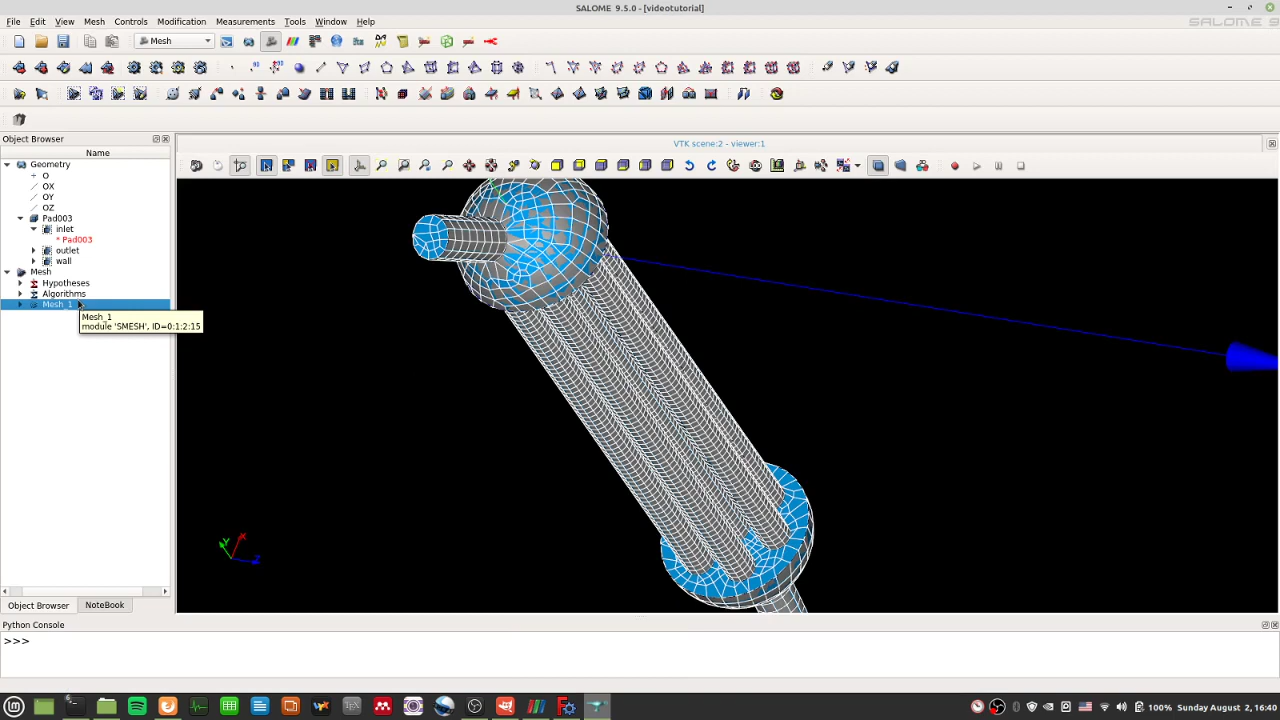 SALOME 9.5.0 - [videotutorial]
File Edit View Mesh Controls Modification Measurements Tools Window Help
SALOME 9
Mesh
Object Browser
VTK scene:2 - viewer:1
Name
Geometry
O
OX
OY
OZ
Pad003
inlet
* Pad003
outlet
wall
Mesh
Hypotheses
Algorithms
Mesh_1
Mesh_1
module 'SMESH', ID=0:1:2:15
Y X Z
Object Browser NoteBook
Python Console
>>>
100% Sunday August 2, 16:40